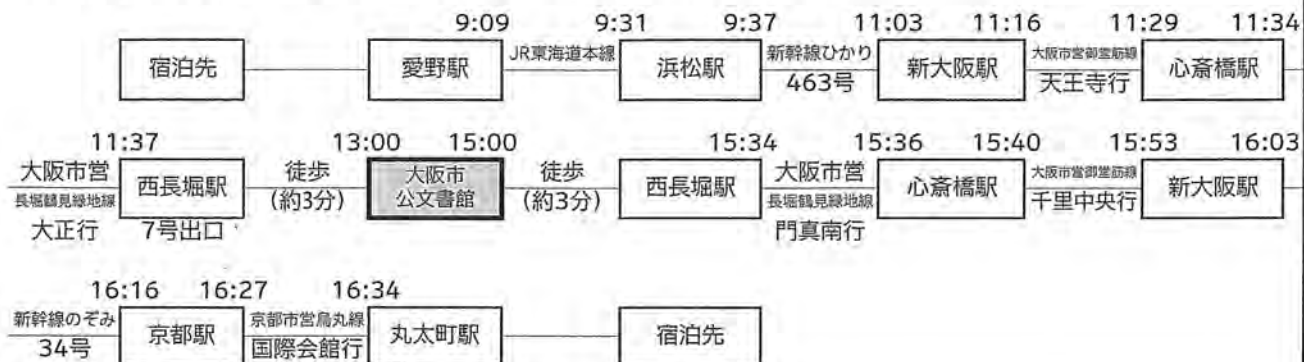 9:09 9:31 9:37 11:03 11:16 11:29 11:34
宿泊先 愛野駅 JR東海道本線 浜松駅 新幹線ひかり 463号 新大阪駅 大阪市営御堂筋線 天王寺行 心斎橋駅
11:37 13:00 15:00 15:34 15:36 15:40 15:53 16:03
大阪市営 長堀鶴見緑地線 大正行 西長堀駅 7号出口 徒歩 (約3分) 大阪市 公文書館 徒歩 (約3分) 西長堀駅 大阪市営 長堀鶴見緑地線 門真南行 心斎橋駅 大阪市営御堂筋線 千里中央行 新大阪駅
16:16 16:27 16:34
新幹線のぞみ 34号 京都駅 京都市営烏丸線 国際会館行 丸太町駅 宿泊先